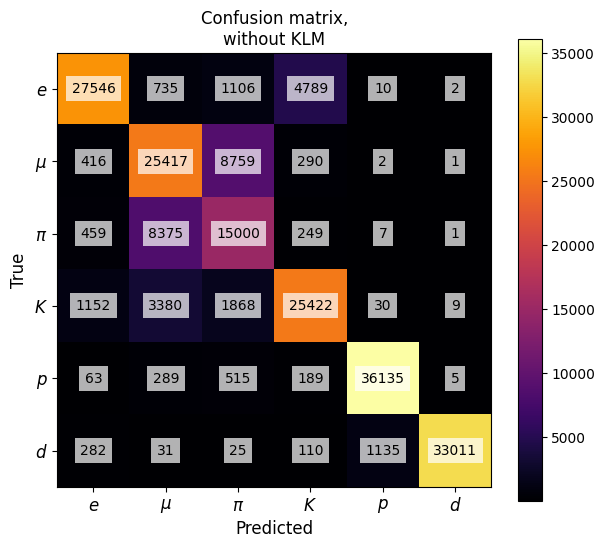 Confusion matrix,
without KLM
e 27546 735 1106 4789 10 2
μ 416 25417 8759 290 2 1
π 459 8375 15000 249 7 1
K 1152 3380 1868 25422 30 9
p 63 289 515 189 36135 5
d 282 31 25 110 1135 33011
e μ π K p d
True
Predicted
35000
30000
25000
20000
15000
10000
5000